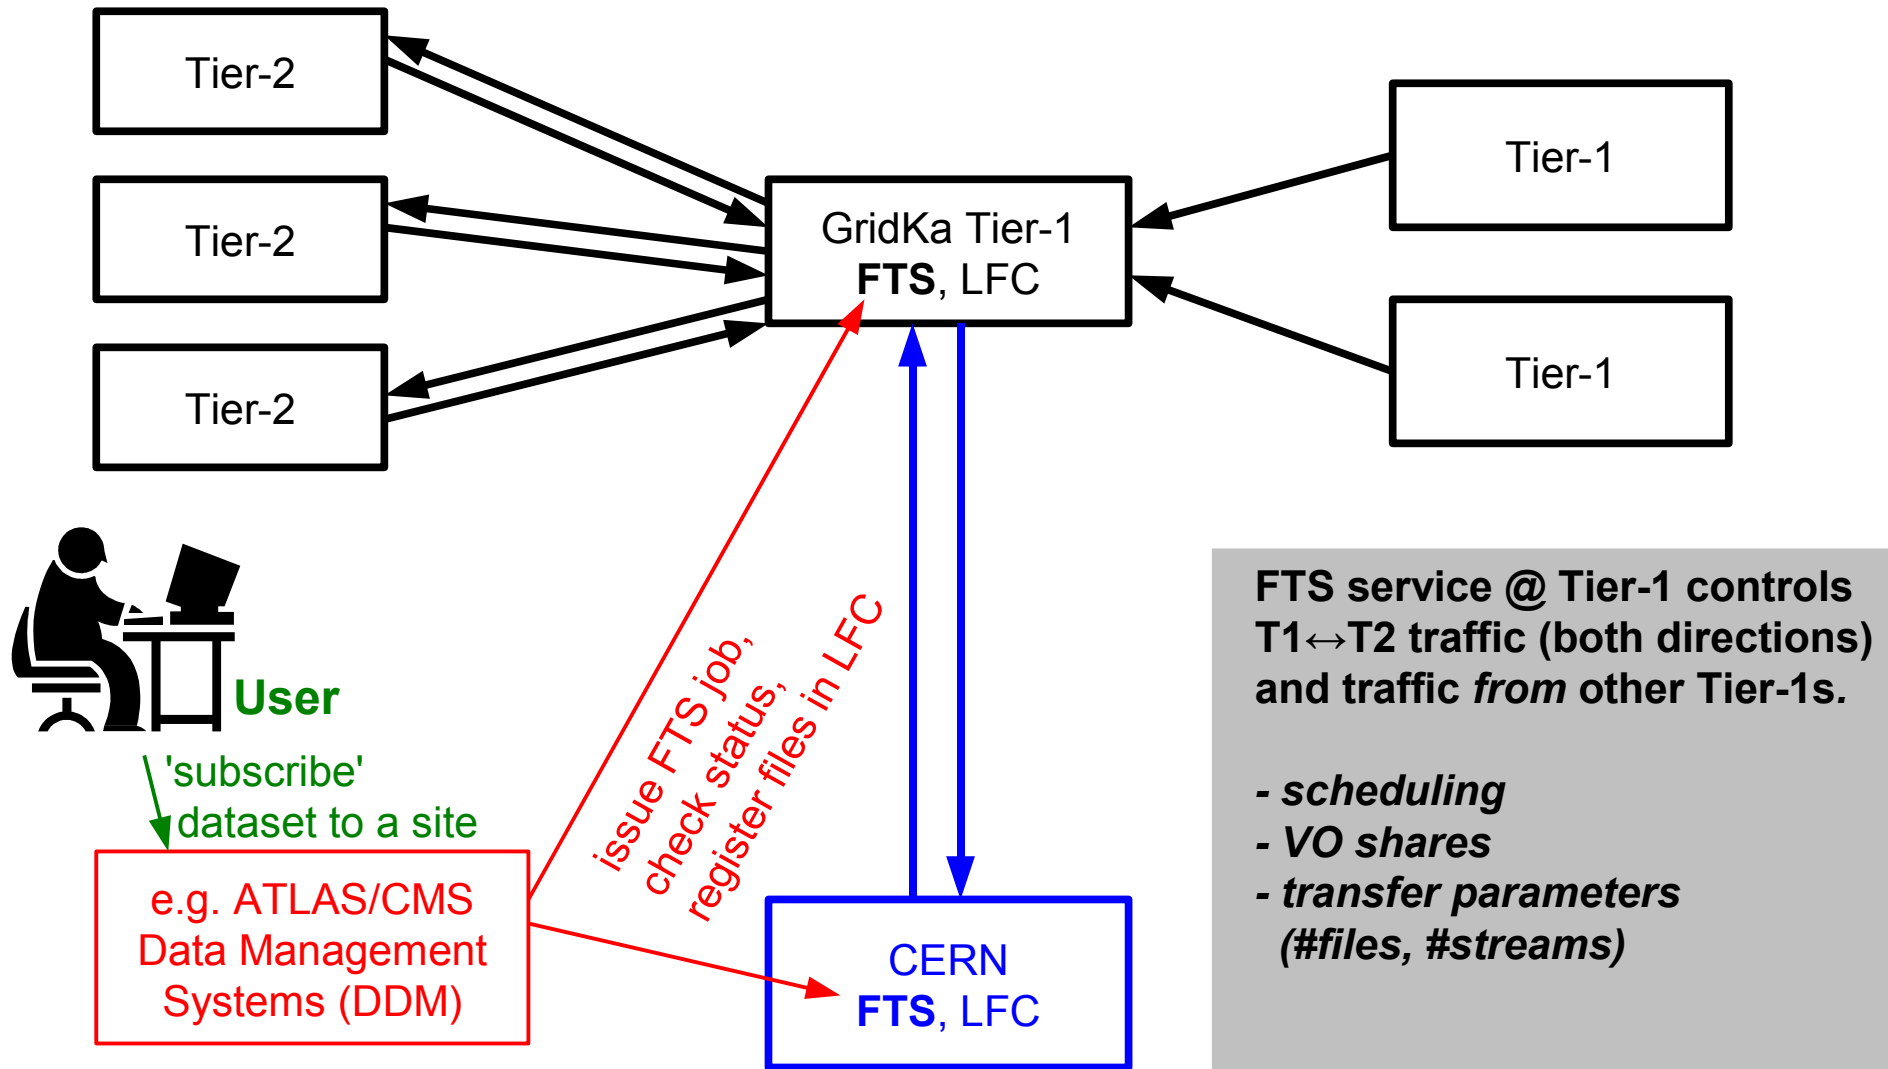 Tier-2
Tier-2
Tier-2
GridKa Tier-1
FTS, LFC
Tier-1
Tier-1
User
'subscribe'
dataset to a site
e.g. ATLAS/CMS
Data Management
Systems (DDM)
issue FTS job,
check status,
register files in LFC
CERN
FTS, LFC
FTS service @ Tier-1 controls
T1↔T2 traffic (both directions)
and traffic from other Tier-1s.
- scheduling
- VO shares
- transfer parameters
(#files, #streams)